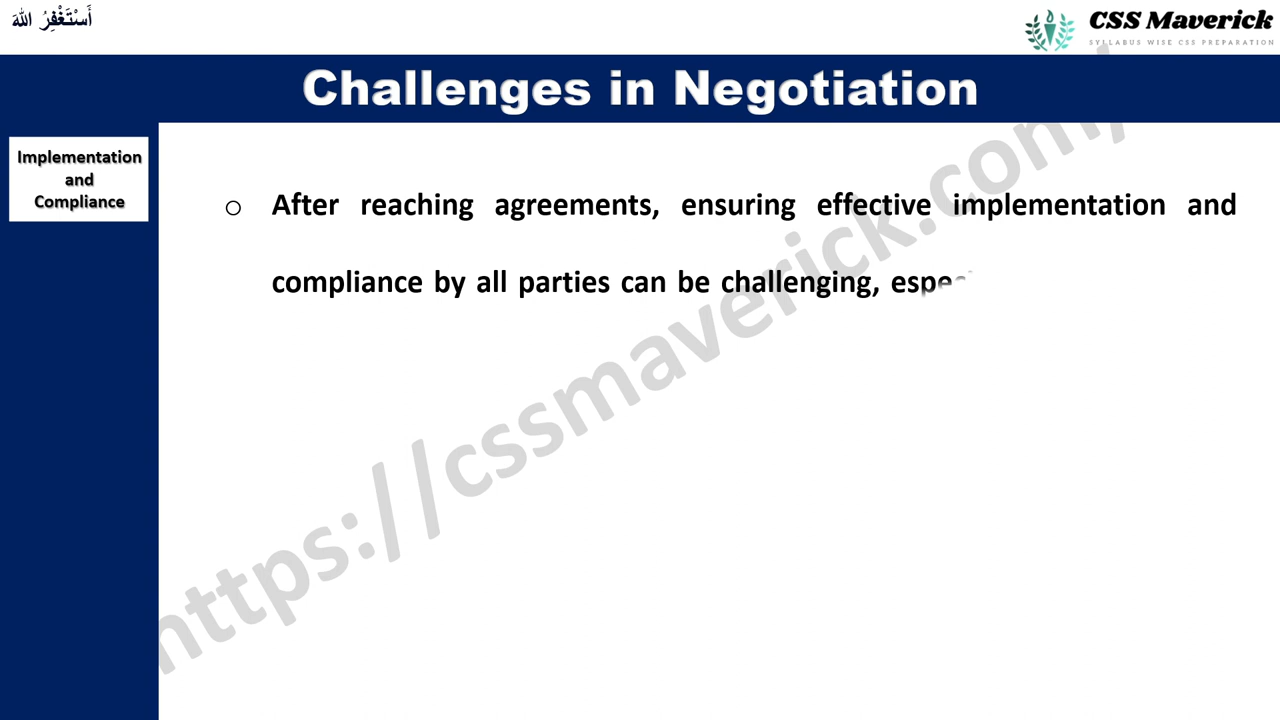 أَسْتَغْفِرُ اللهَ
CSS Maverick
SYLLABUS WISE CSS PREPARATION
Challenges in Negotiation
Implementation
and
Compliance
o After reaching agreements, ensuring effective implementation and
compliance by all parties can be challenging,
https://cssmaverick.com/